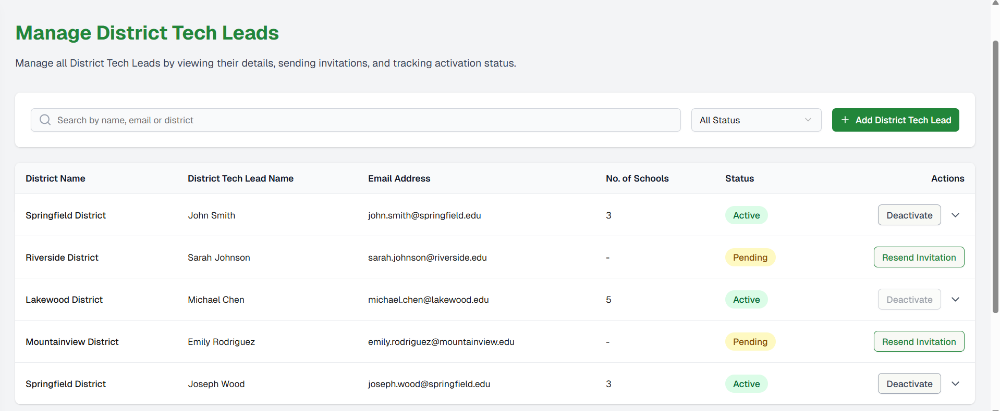 Manage District Tech Leads
Manage all District Tech Leads by viewing their details, sending invitations, and tracking activation status.
Search by name, email or district All Status + Add District Tech Lead
District Name District Tech Lead Name Email Address No. of Schools Status Actions
Springfield District John Smith john.smith@springfield.edu 3 Active Deactivate
Riverside District Sarah Johnson sarah.johnson@riverside.edu - Pending Resend Invitation
Lakewood District Michael Chen michael.chen@lakewood.edu 5 Active Deactivate
Mountainview District Emily Rodriguez emily.rodriguez@mountainview.edu - Pending Resend Invitation
Springfield District Joseph Wood joseph.wood@springfield.edu 3 Active Deactivate